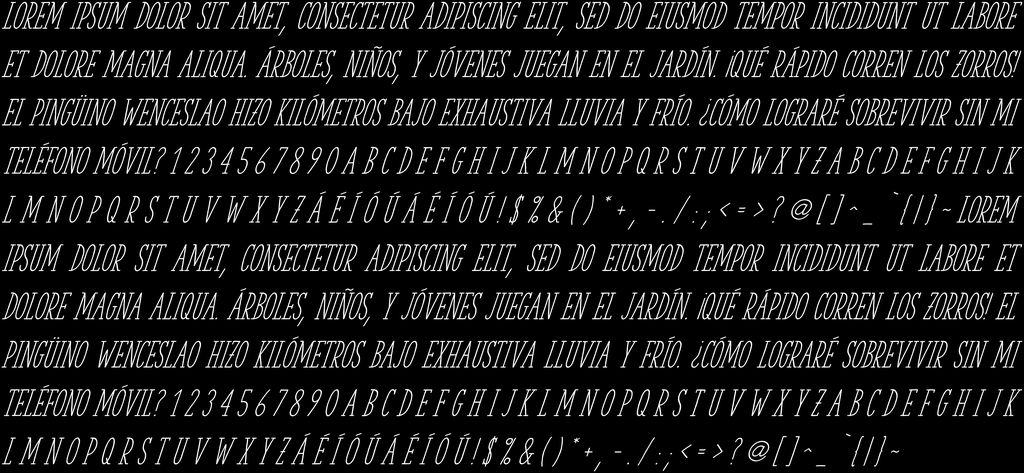 LOREM IPSUM DOLOR SIT AMET, CONSECTETUR ADIPISCING ELIT, SED DO EIUSMOD TEMPOR INCIDIDUNT UT LABORE
ET DOLORE MAGNA ALIQUA. ÁRBOLES, NIÑOS, Y JÓVENES JUEGAN EN EL JARDÍN. ¡QUÉ RÁPIDO CORREN LOS ZORROS!
EL PINGÜINO WENCESLAO HIZO KILÓMETROS BAJO EXHAUSTIVA LLUVIA Y FRÍO. ¿CÓMO LOGRARÉ SOBREVIVIR SIN MI
TELÉFONO MÓVIL? 1 2 3 4 5 6 7 8 9 0 A B C D E F G H I J K L M N O P Q R S T U V W X Y Z A B C D E F G H I J K
L M N O P Q R S T U V W X Y Z Á É Í Ó Ú Á É Í Ó Ú ! $ % & ( ) * + , - . / : ; < = > ? @ [ ] ^ _ ` { | } ~ LOREM
IPSUM DOLOR SIT AMET, CONSECTETUR ADIPISCING ELIT, SED DO EIUSMOD TEMPOR INCIDIDUNT UT LABORE ET
DOLORE MAGNA ALIQUA. ÁRBOLES, NIÑOS, Y JÓVENES JUEGAN EN EL JARDÍN. ¡QUÉ RÁPIDO CORREN LOS ZORROS! EL
PINGÜINO WENCESLAO HIZO KILÓMETROS BAJO EXHAUSTIVA LLUVIA Y FRÍO. ¿CÓMO LOGRARÉ SOBREVIVIR SIN MI
TELÉFONO MÓVIL? 1 2 3 4 5 6 7 8 9 0 A B C D E F G H I J K L M N O P Q R S T U V W X Y Z A B C D E F G H I J K
L M N O P Q R S T U V W X Y Z Á É Í Ó Ú Á É Í Ó Ú ! $ % & ( ) * + , - . / : ; < = > ? @ [ ] ^ _ ` { | } ~